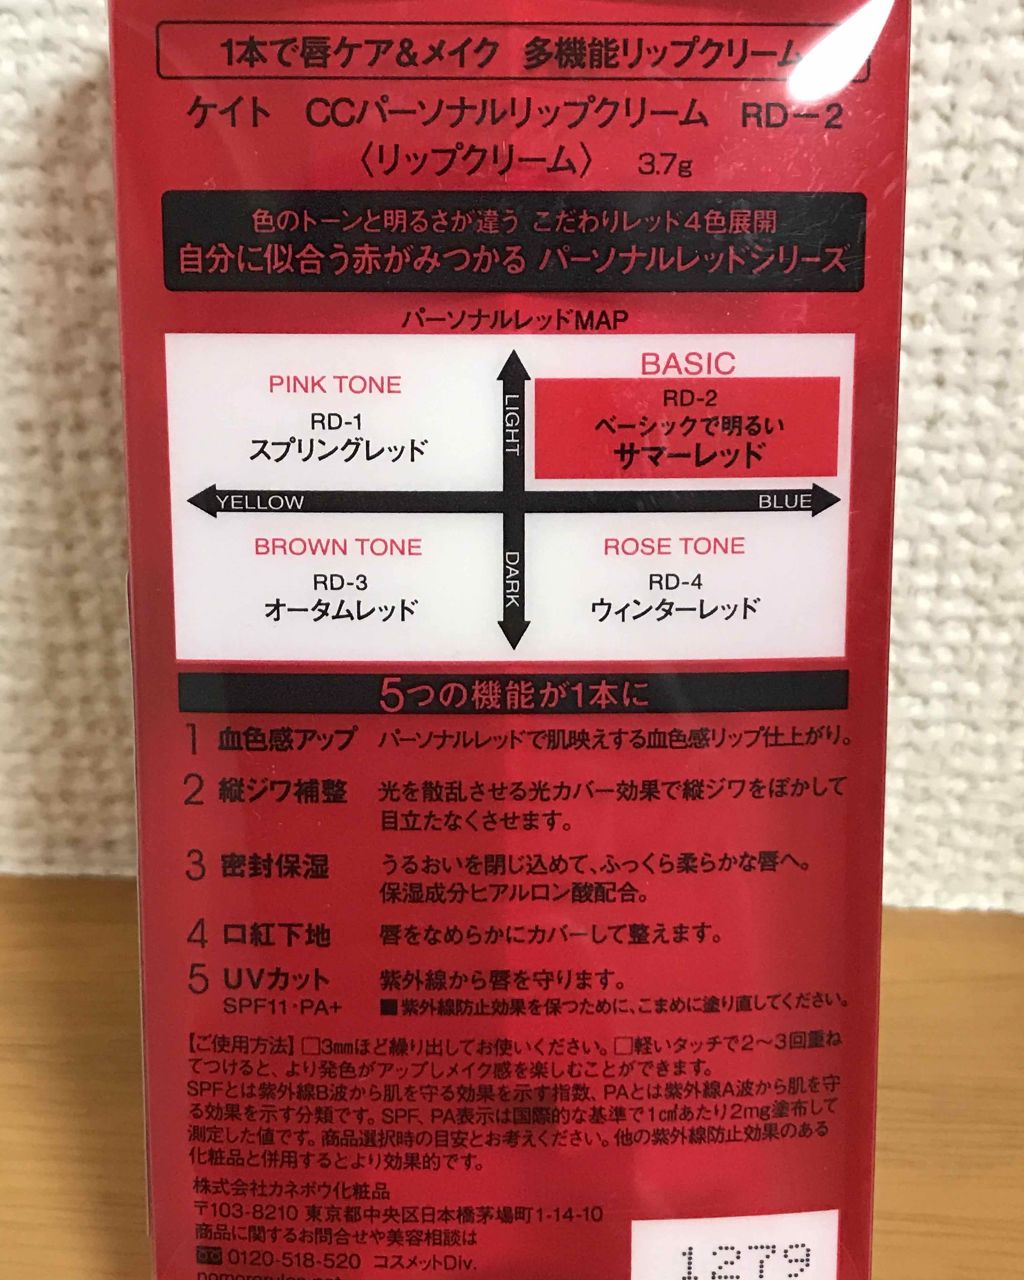 1本で唇ケア&メイク 多機能リップクリーム
ケイト CCパーソナルリップクリーム RD-2
〈リップクリーム〉 3.7g
色のトーンと明るさが違う こだわりレッド4色展開
自分に似合う赤がみつかる パーソナルレッドシリーズ
パーソナルレッドMAP
LIGHT
PINK TONE
RD-1
スプリングレッド
BASIC
RD-2
ベーシックで明るい
サマーレッド
YELLOW
BLUE
BROWN TONE
RD-3
オータムレッド
DARK
ROSE TONE
RD-4
ウィンターレッド
5つの機能が1本に
1 血色感アップ パーソナルレッドで肌映えする血色感リップ仕上がり。
2 縦ジワ補整 光を散乱させる光カバー効果で縦ジワをぼかして
目立たなくさせます。
3 密封保湿 うるおいを閉じ込めて、ふっくら柔らかな唇へ。
保湿成分ヒアルロン酸配合。
4 口紅下地 唇をなめらかにカバーして整えます。
5 UVカット 紫外線から唇を守ります。
SPF11・PA+ ■紫外線防止効果を保つために、こまめに塗り直してください。
【ご使用方法】□3mmほど繰り出してお使いください。□軽いタッチで2〜3回重ね
てつけると、より発色がアップしメイク感を楽しむことができます。
SPFとは紫外線B波から肌を守る効果を示す指数、PAとは紫外線A波から肌を守
る効果を示す分類です。SPF、PA表示は国際的な基準で1c㎡あたり2mg塗布して
測定した値です。商品選択時の目安とお考えください。他の紫外線防止効果のある
化粧品と併用するとより効果的です。
株式会社カネボウ化粧品
〒103-8210 東京都中央区日本橋茅場町1-14-10
商品に関するお問合せや美容相談は
☎0120-518-520 コスメットDiv.
1279